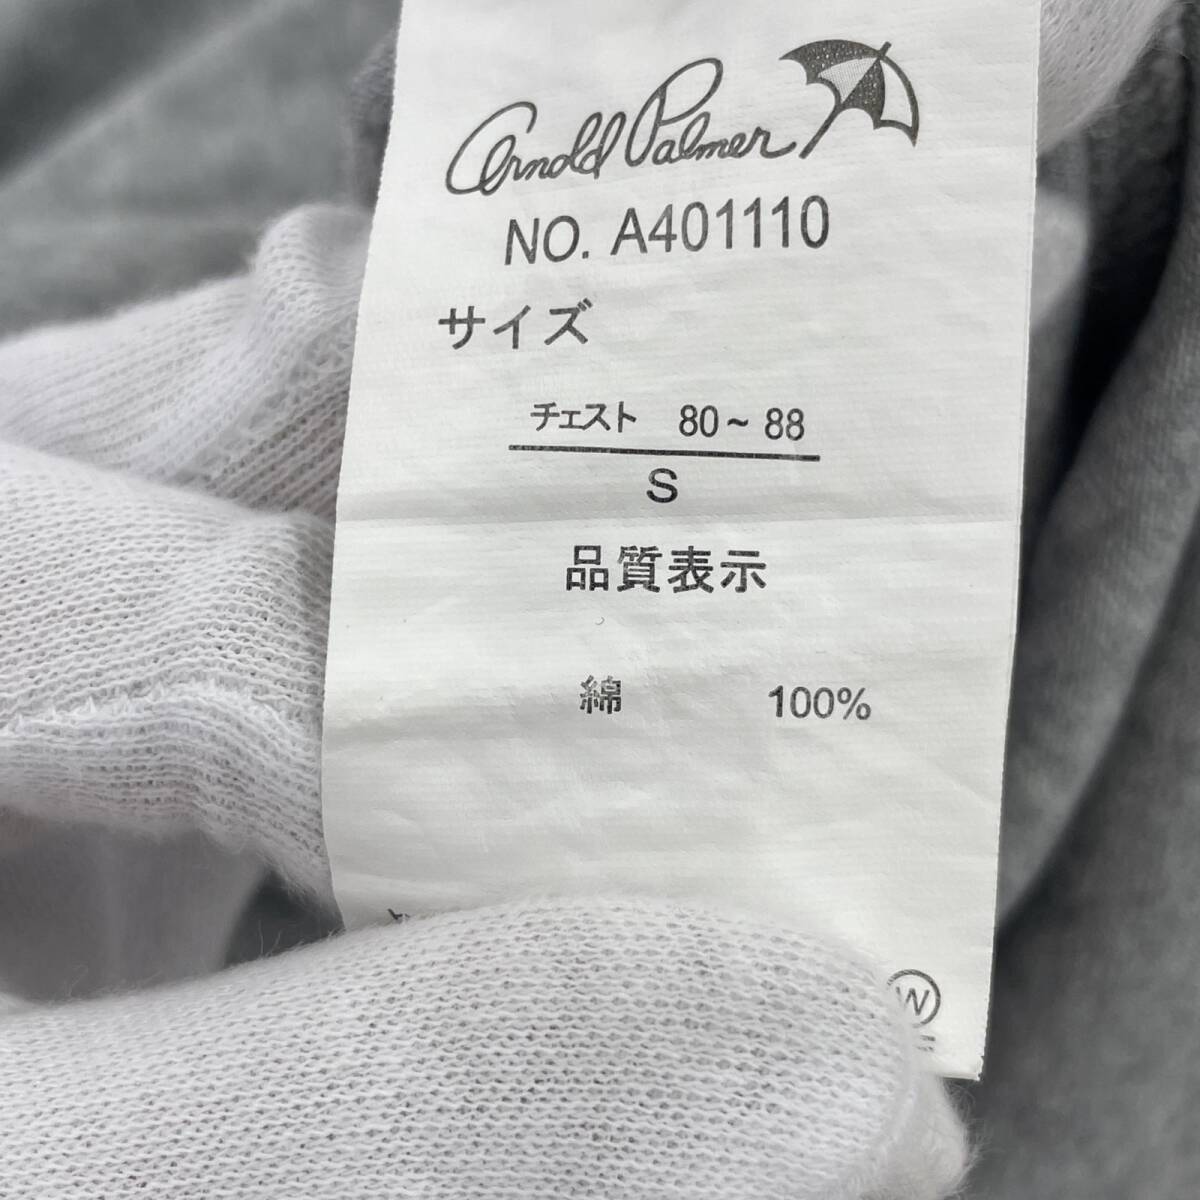 Arnold Palmer
NO. A401110
サイズ
チェスト 80~88
S
品質表示
綿 100%
W